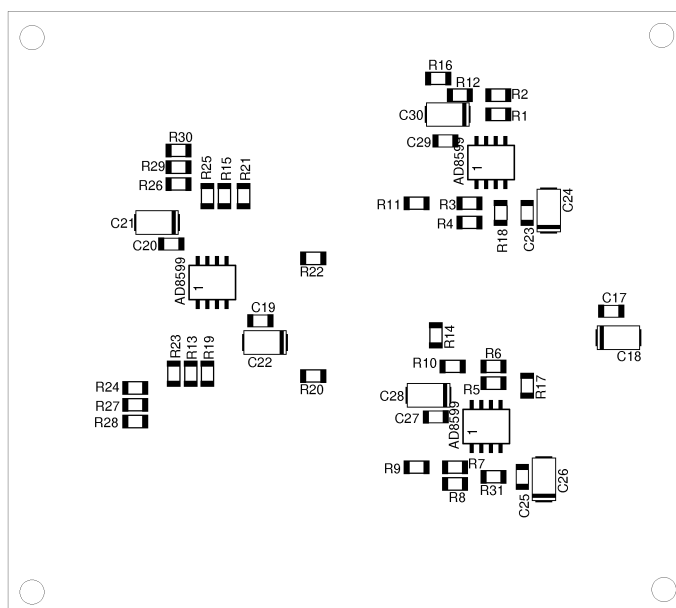 R16
R12
R2
C30
R1
C29
AD8599
1
R30
R29
R26
R25
R15
R21
C21
C20
AD8599
1
R22
R11
R3
R4
R18
C23
C24
C19
C22
C17
C18
R14
R10
R6
R5
R17
C28
C27
AD8599
1
R23
R13
R19
R20
R24
R27
R28
R9
R7
R8
R31
C25
C26